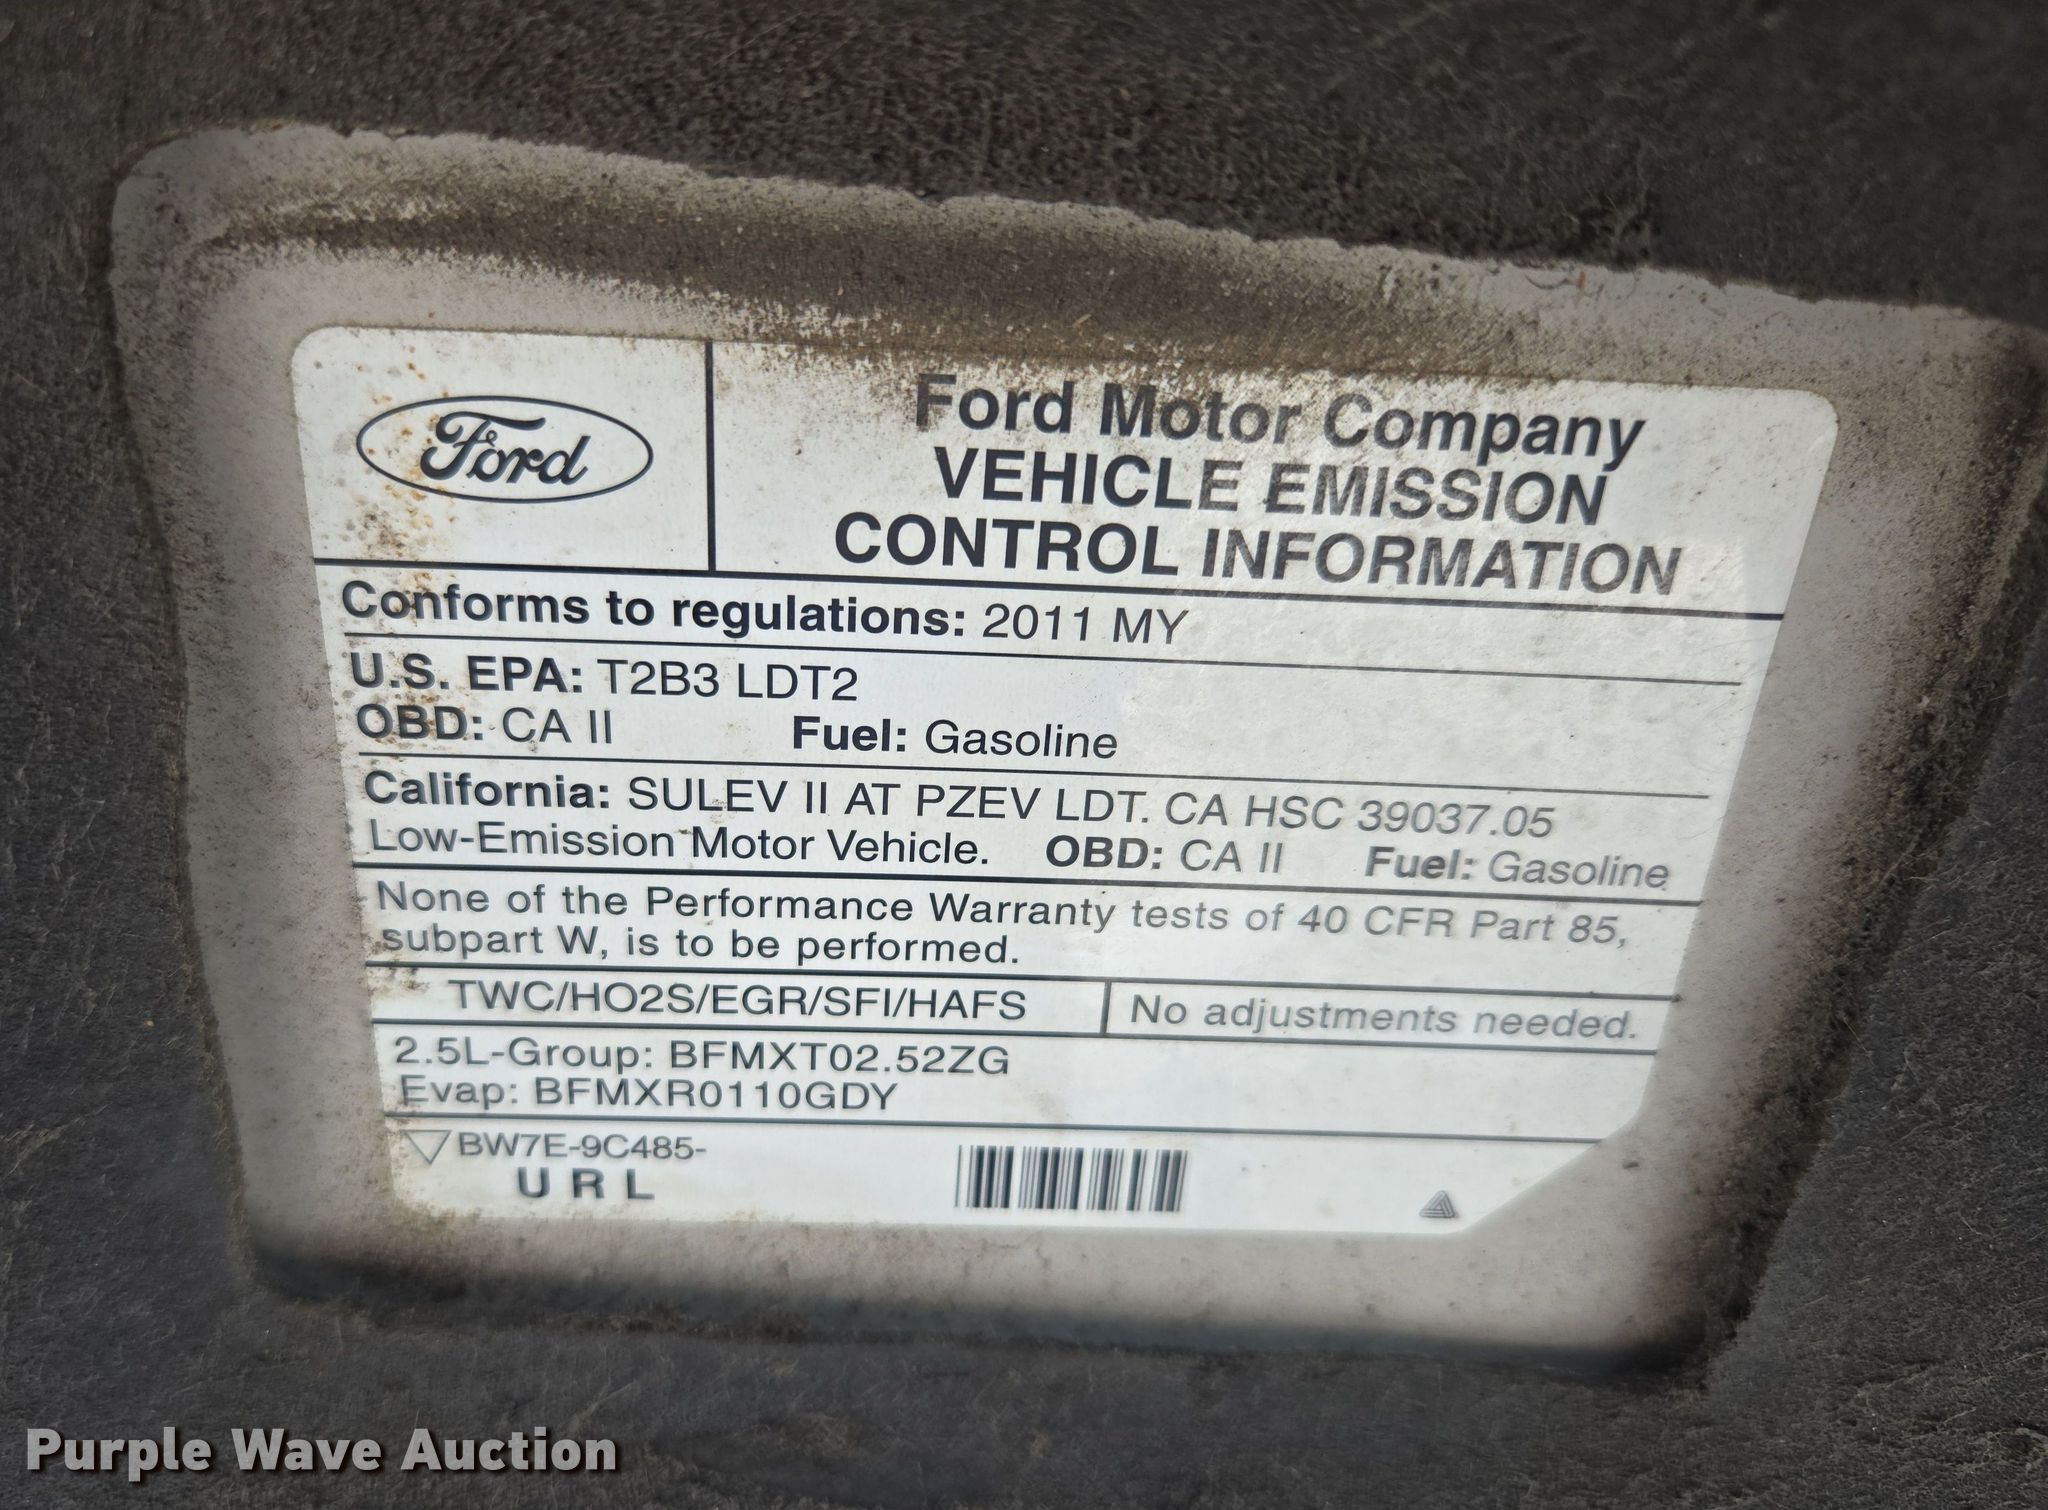 Ford
Ford Motor Company
VEHICLE EMISSION
CONTROL INFORMATION
Conforms to regulations: 2011 MY
U.S. EPA: T2B3 LDT2
OBD: CA II Fuel: Gasoline
California: SULEV II AT PZEV LDT. CA HSC 39037.05
Low-Emission Motor Vehicle. OBD: CA II Fuel: Gasoline
None of the Performance Warranty tests of 40 CFR Part 85,
subpart W, is to be performed.
TWC/HO2S/EGR/SFI/HAFS No adjustments needed.
2.5L-Group: BFMXT02.52ZG
Evap: BFMXR0110GDY
BW7E-9C485-
U R L
Purple Wave Auction